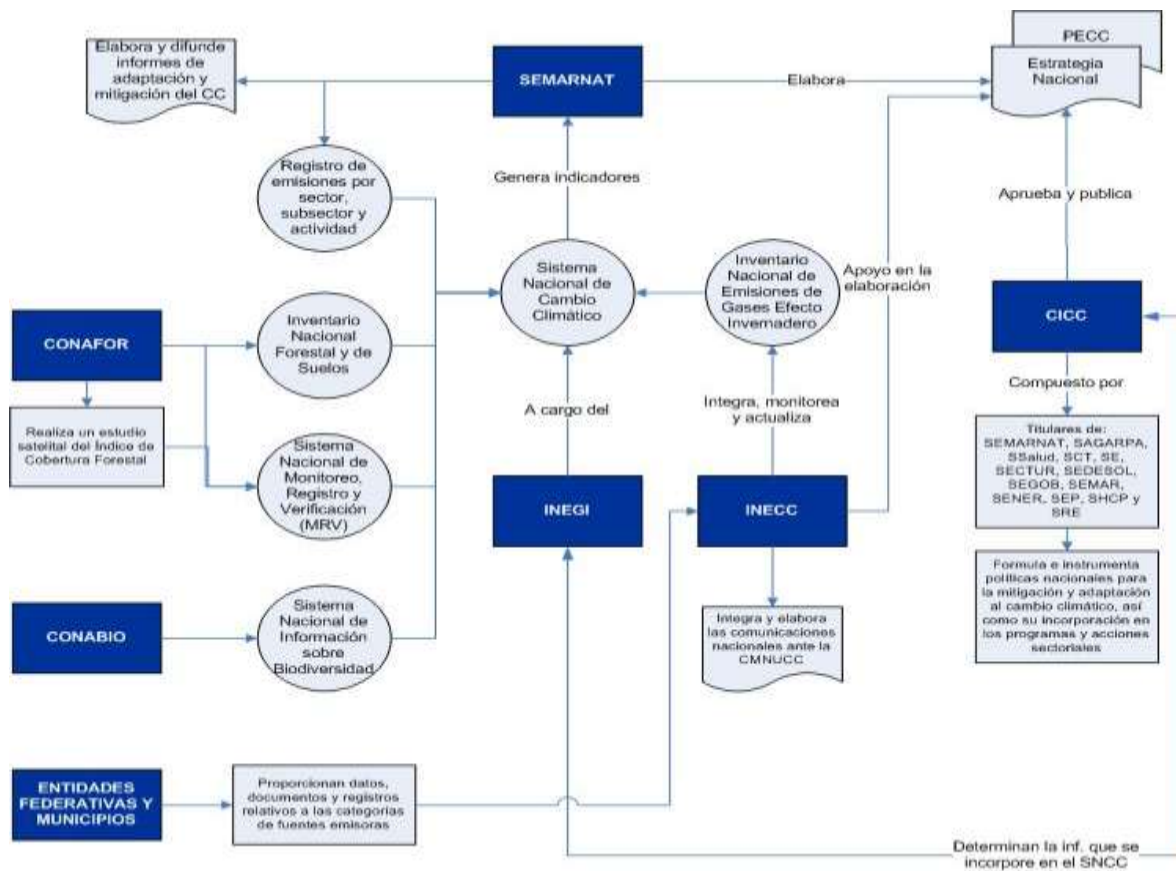 PECC
Elabora y difunde
informes de
adaptación y
mitigación del CC
SEMARNAT
Elabora
Estrategia
Nacional
Registro de
emisiones por
sector,
subsector y
actividad
Genera indicadores
Aprueba y publica
Sistema
Nacional de
Cambio
Climático
Inventario
Nacional de
Emisiones de
Gases Efecto
Invernadero
Apoyo en la
elaboración
CONAFOR
Inventario
Nacional
Forestal y de
Suelos
CICC
A cargo del
Integra, monitorea
y actualiza
Compuesto por
Realiza un estudio
satelital del Índice de
Cobertura Forestal
Sistema
Nacional de
Monitoreo,
Registro y
Verificación
(MRV)
INEGI
INECC
Titulares de:
SEMARNAT, SAGARPA,
SSalud, SCT, SE,
SECTUR, SEDESOL,
SEGOB, SEMAR,
SENER, SEP, SHCP y
SRE
CONABIO
Sistema
Nacional de
Información
sobre
Biodiversidad
Integra y elabora
las comunicaciones
nacionales ante la
CMNUCC
Formula e instrumenta
políticas nacionales para
la mitigación y adaptación
al cambio climático, así
como su incorporación en
los programas y acciones
sectoriales
ENTIDADES
FEDERATIVAS Y
MUNICIPIOS
Proporcionan datos,
documentos y registros
relativos a las categorías
de fuentes emisoras
Determinan la inf. que se
incorpore en el SNCC